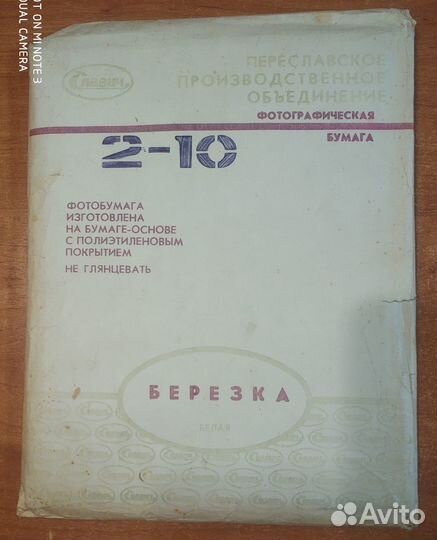 SHOT ON MI NOTE 3
DUAL CAMERA
Славич
ПЕРЕСЛАВСКОЕ
ПРОИЗВОДСТВЕННОЕ
ОБЪЕДИНЕНИЕ
ФОТОГРАФИЧЕСКАЯ
БУМАГА
2-10
ФОТОБУМАГА
ИЗГОТОВЛЕНА
НА БУМАГЕ-ОСНОВЕ
С ПОЛИЭТИЛЕНОВЫМ
ПОКРЫТИЕМ
НЕ ГЛЯНЦЕВАТЬ
БЕРЕЗКА
БЕЛАЯ
Avito